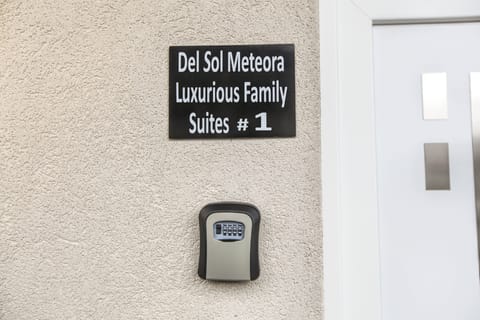 Del Sol Meteora
Luxurious Family
Suites # 1